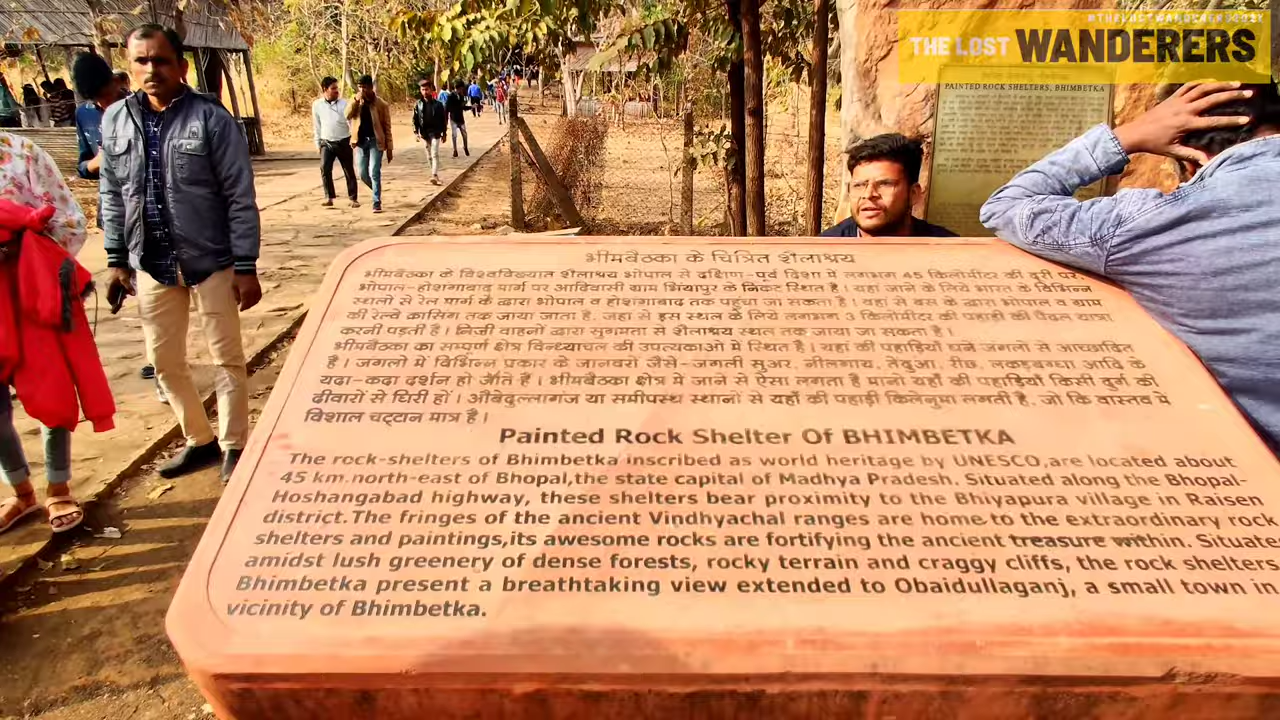 #THELOSTWANDERERS2021
THE LOST WANDERERS
PAINTED ROCK SHELTERS, BHIMBETKA
भीमबैठका के चित्रित शैलाश्रय
भीमबैठका के विश्वविख्यात शैलाश्रय भोपाल से दक्षिण-पूर्व दिशा में लगभग 45 किलोमीटर की दूरी पर
भोपाल-होशंगाबाद मार्ग पर आदिवासी ग्राम भियांपुर के निकट स्थित है। यहां जाने के लिये भारत के विभिन्न
स्थलों से रेल मार्ग के द्वारा भोपाल व होशंगाबाद तक पहुंचा जा सकता है। वहां से बस के द्वारा भोपाल व ग्राम
की रेल्वे क्रासिंग तक जाया जाता है, जहां से इस स्थल के लिये लगभग 3 किलोमीटर की पहाड़ी की पैदल यात्रा
करनी पड़ती है। निजी वाहनों द्वारा सुगमता से शैलाश्रय स्थल तक जाया जा सकता है।
भीमबैठका का सम्पूर्ण क्षेत्र विन्ध्याचल की उपत्यकाओं में स्थित है। यहां की पहाड़ियाँ घने जंगलों से आच्छादित
है। जंगलों में विभिन्न प्रकार के जानवरों जैसे-जंगली सुअर, नीलगाय, तेंदुआ, रीछ, लकड़बग्घा आदि के
यदा-कदा दर्शन हो जाते हैं। भीमबैठका क्षेत्र में जाने से ऐसा लगता है मानो यहाँ की पहाड़ियाँ किसी दुर्ग की
दीवारों से घिरी हों। औबेदुल्लागंज या समीपस्थ स्थानों से यहाँ की पहाड़ी किलेनुमा लगती है, जो कि वास्तव में
विशाल चट्टान मात्र है।
Painted Rock Shelter Of BHIMBETKA
The rock-shelters of Bhimbetka inscribed as world heritage by UNESCO,are located about
45 km.north-east of Bhopal,the state capital of Madhya Pradesh. Situated along the Bhopal-
Hoshangabad highway, these shelters bear proximity to the Bhiyapura village in Raisen
district.The fringes of the ancient Vindhyachal ranges are home to the extraordinary rock
shelters and paintings,its awesome rocks are fortifying the ancient treasure within. Situate
amidst lush greenery of dense forests, rocky terrain and craggy cliffs, the rock shelters
Bhimbetka present a breathtaking view extended to Obaidullaganj, a small town in
vicinity of Bhimbetka.